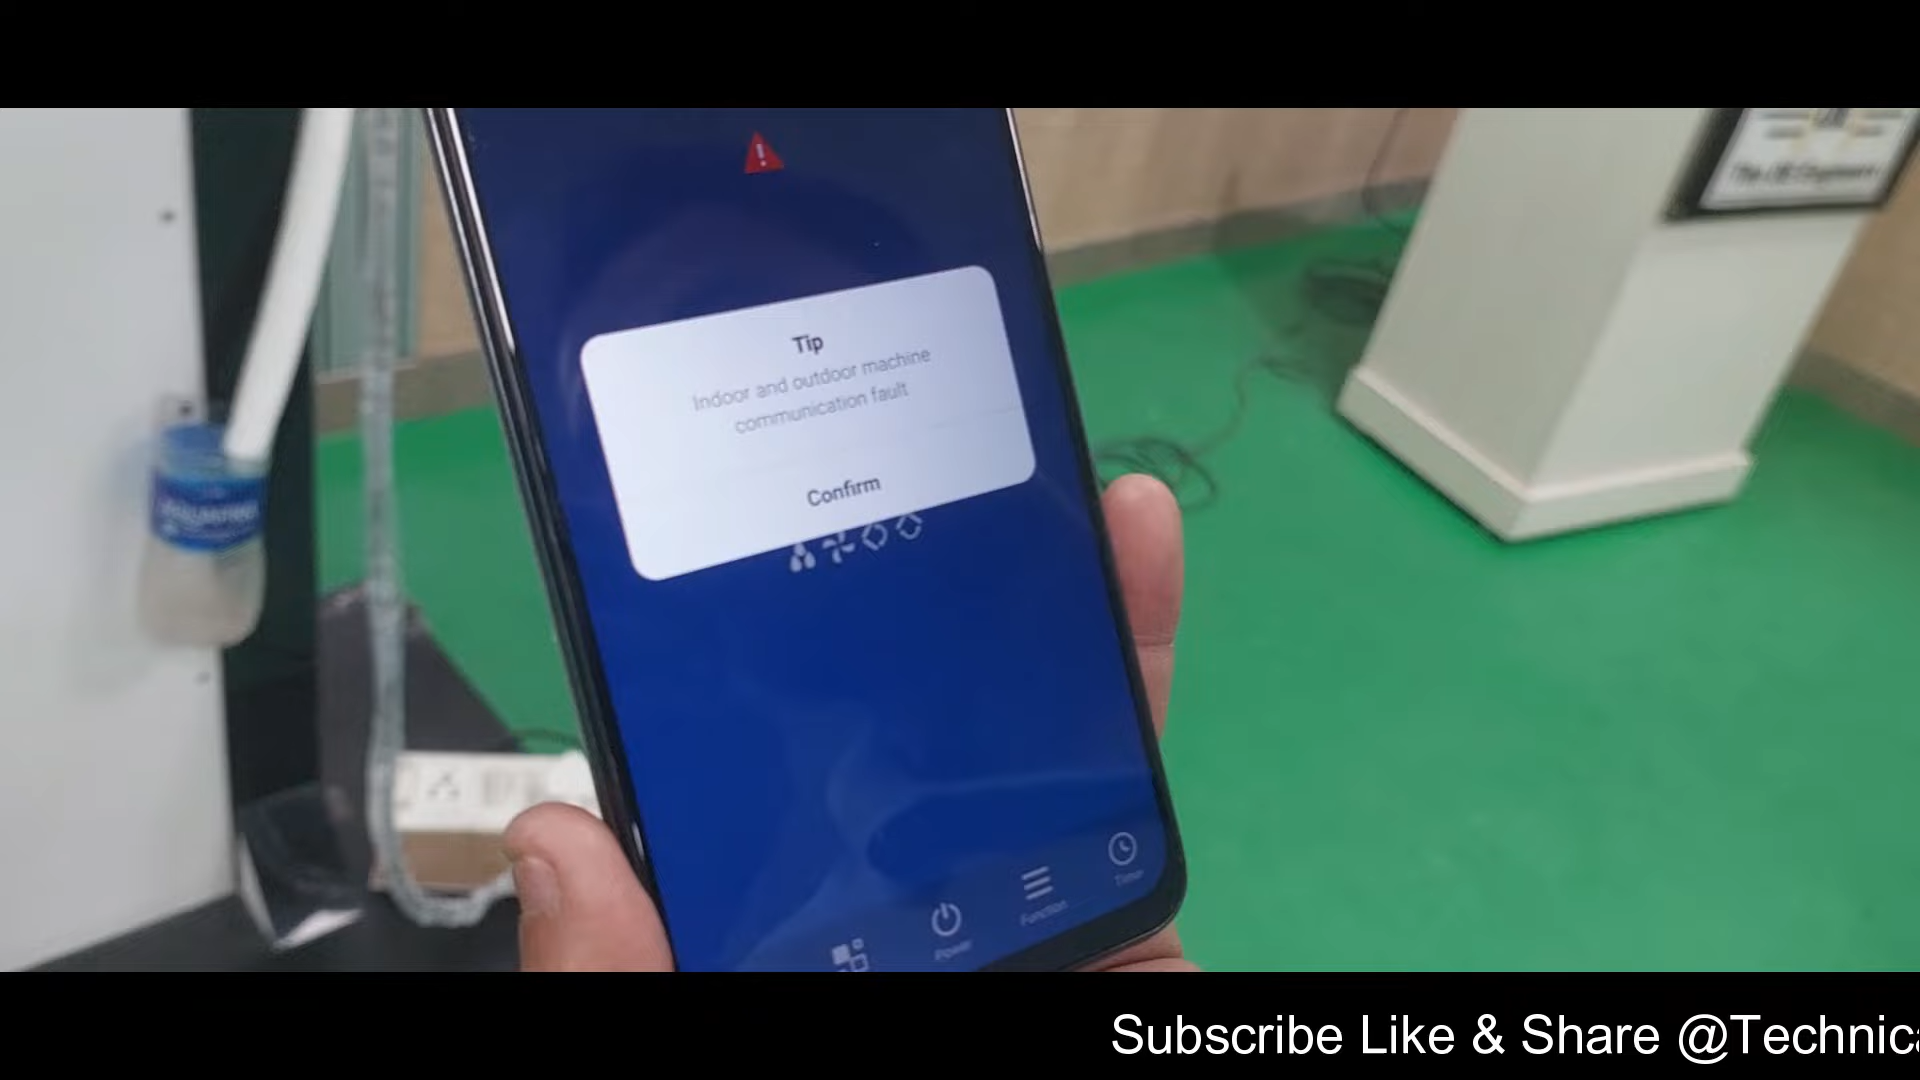 Tip
Indoor and outdoor machine
communication fault
Confirm
Timer
Function
Power
Subscribe Like & Share @Technica